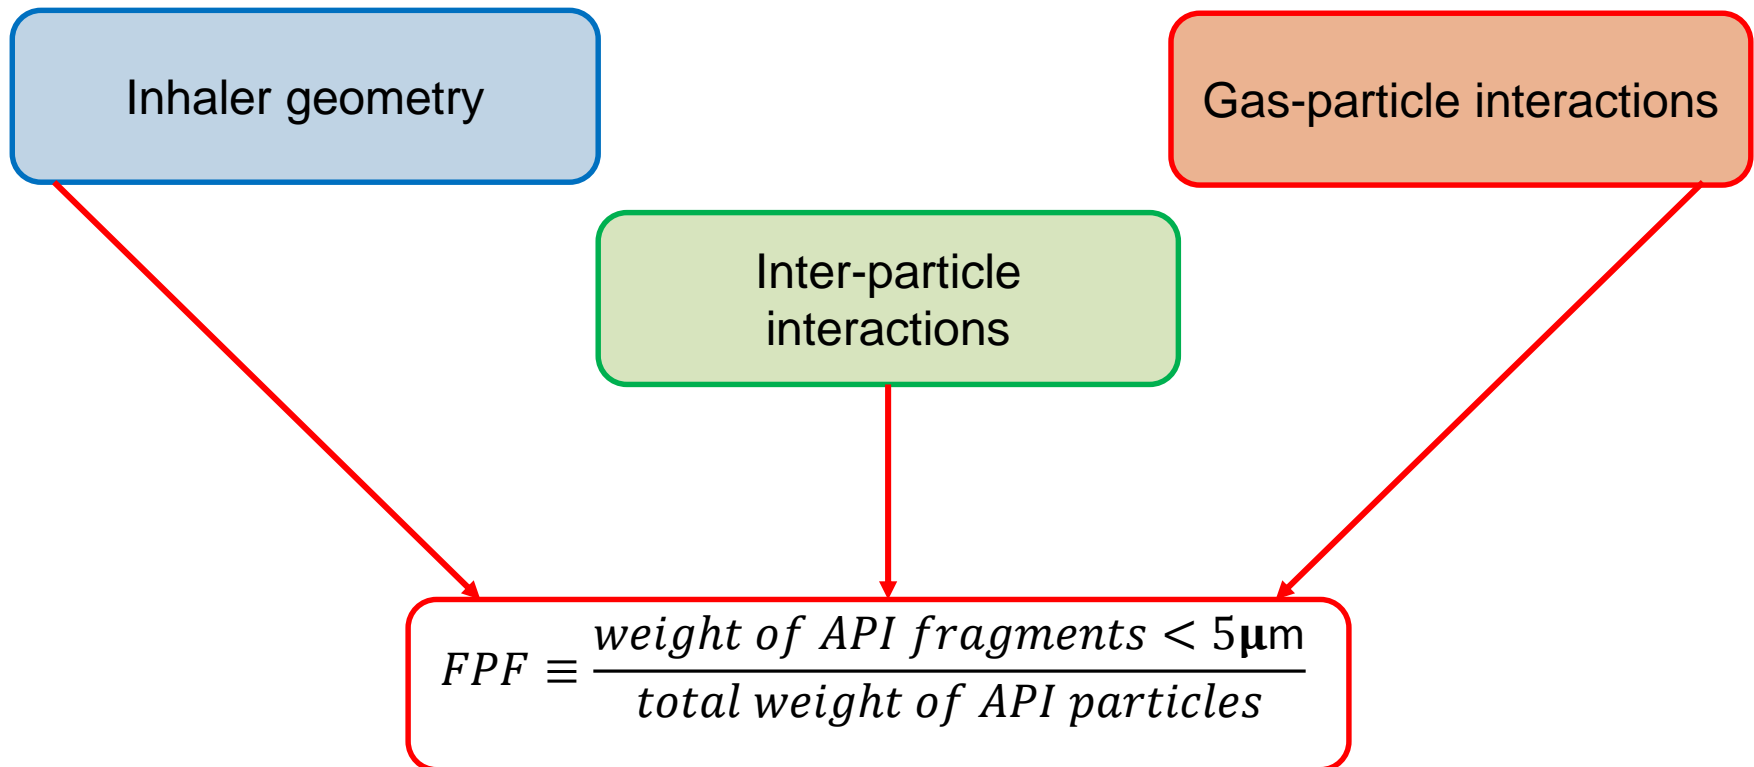 Inhaler geometry
Gas-particle interactions
Inter-particle
interactions
weight of API fragments < 5μm
FPF ≡
total weight of API particles